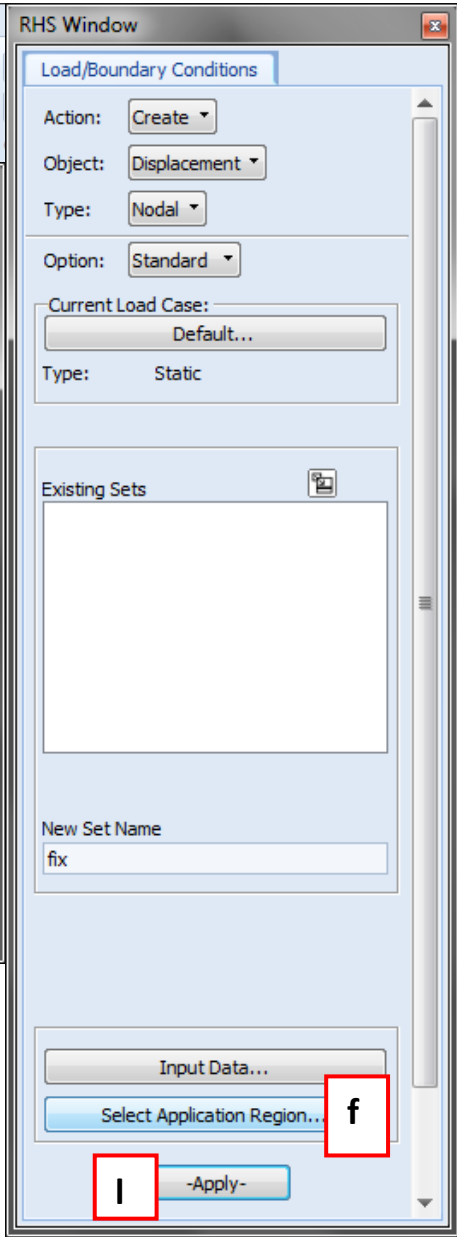 RHS Window
Load/Boundary Conditions
Action: Create
Object: Displacement
Type: Nodal
Option: Standard
Current Load Case:
Default...
Type: Static
Existing Sets
New Set Name
fix
Input Data...
Select Application Region...
f
l
-Apply-